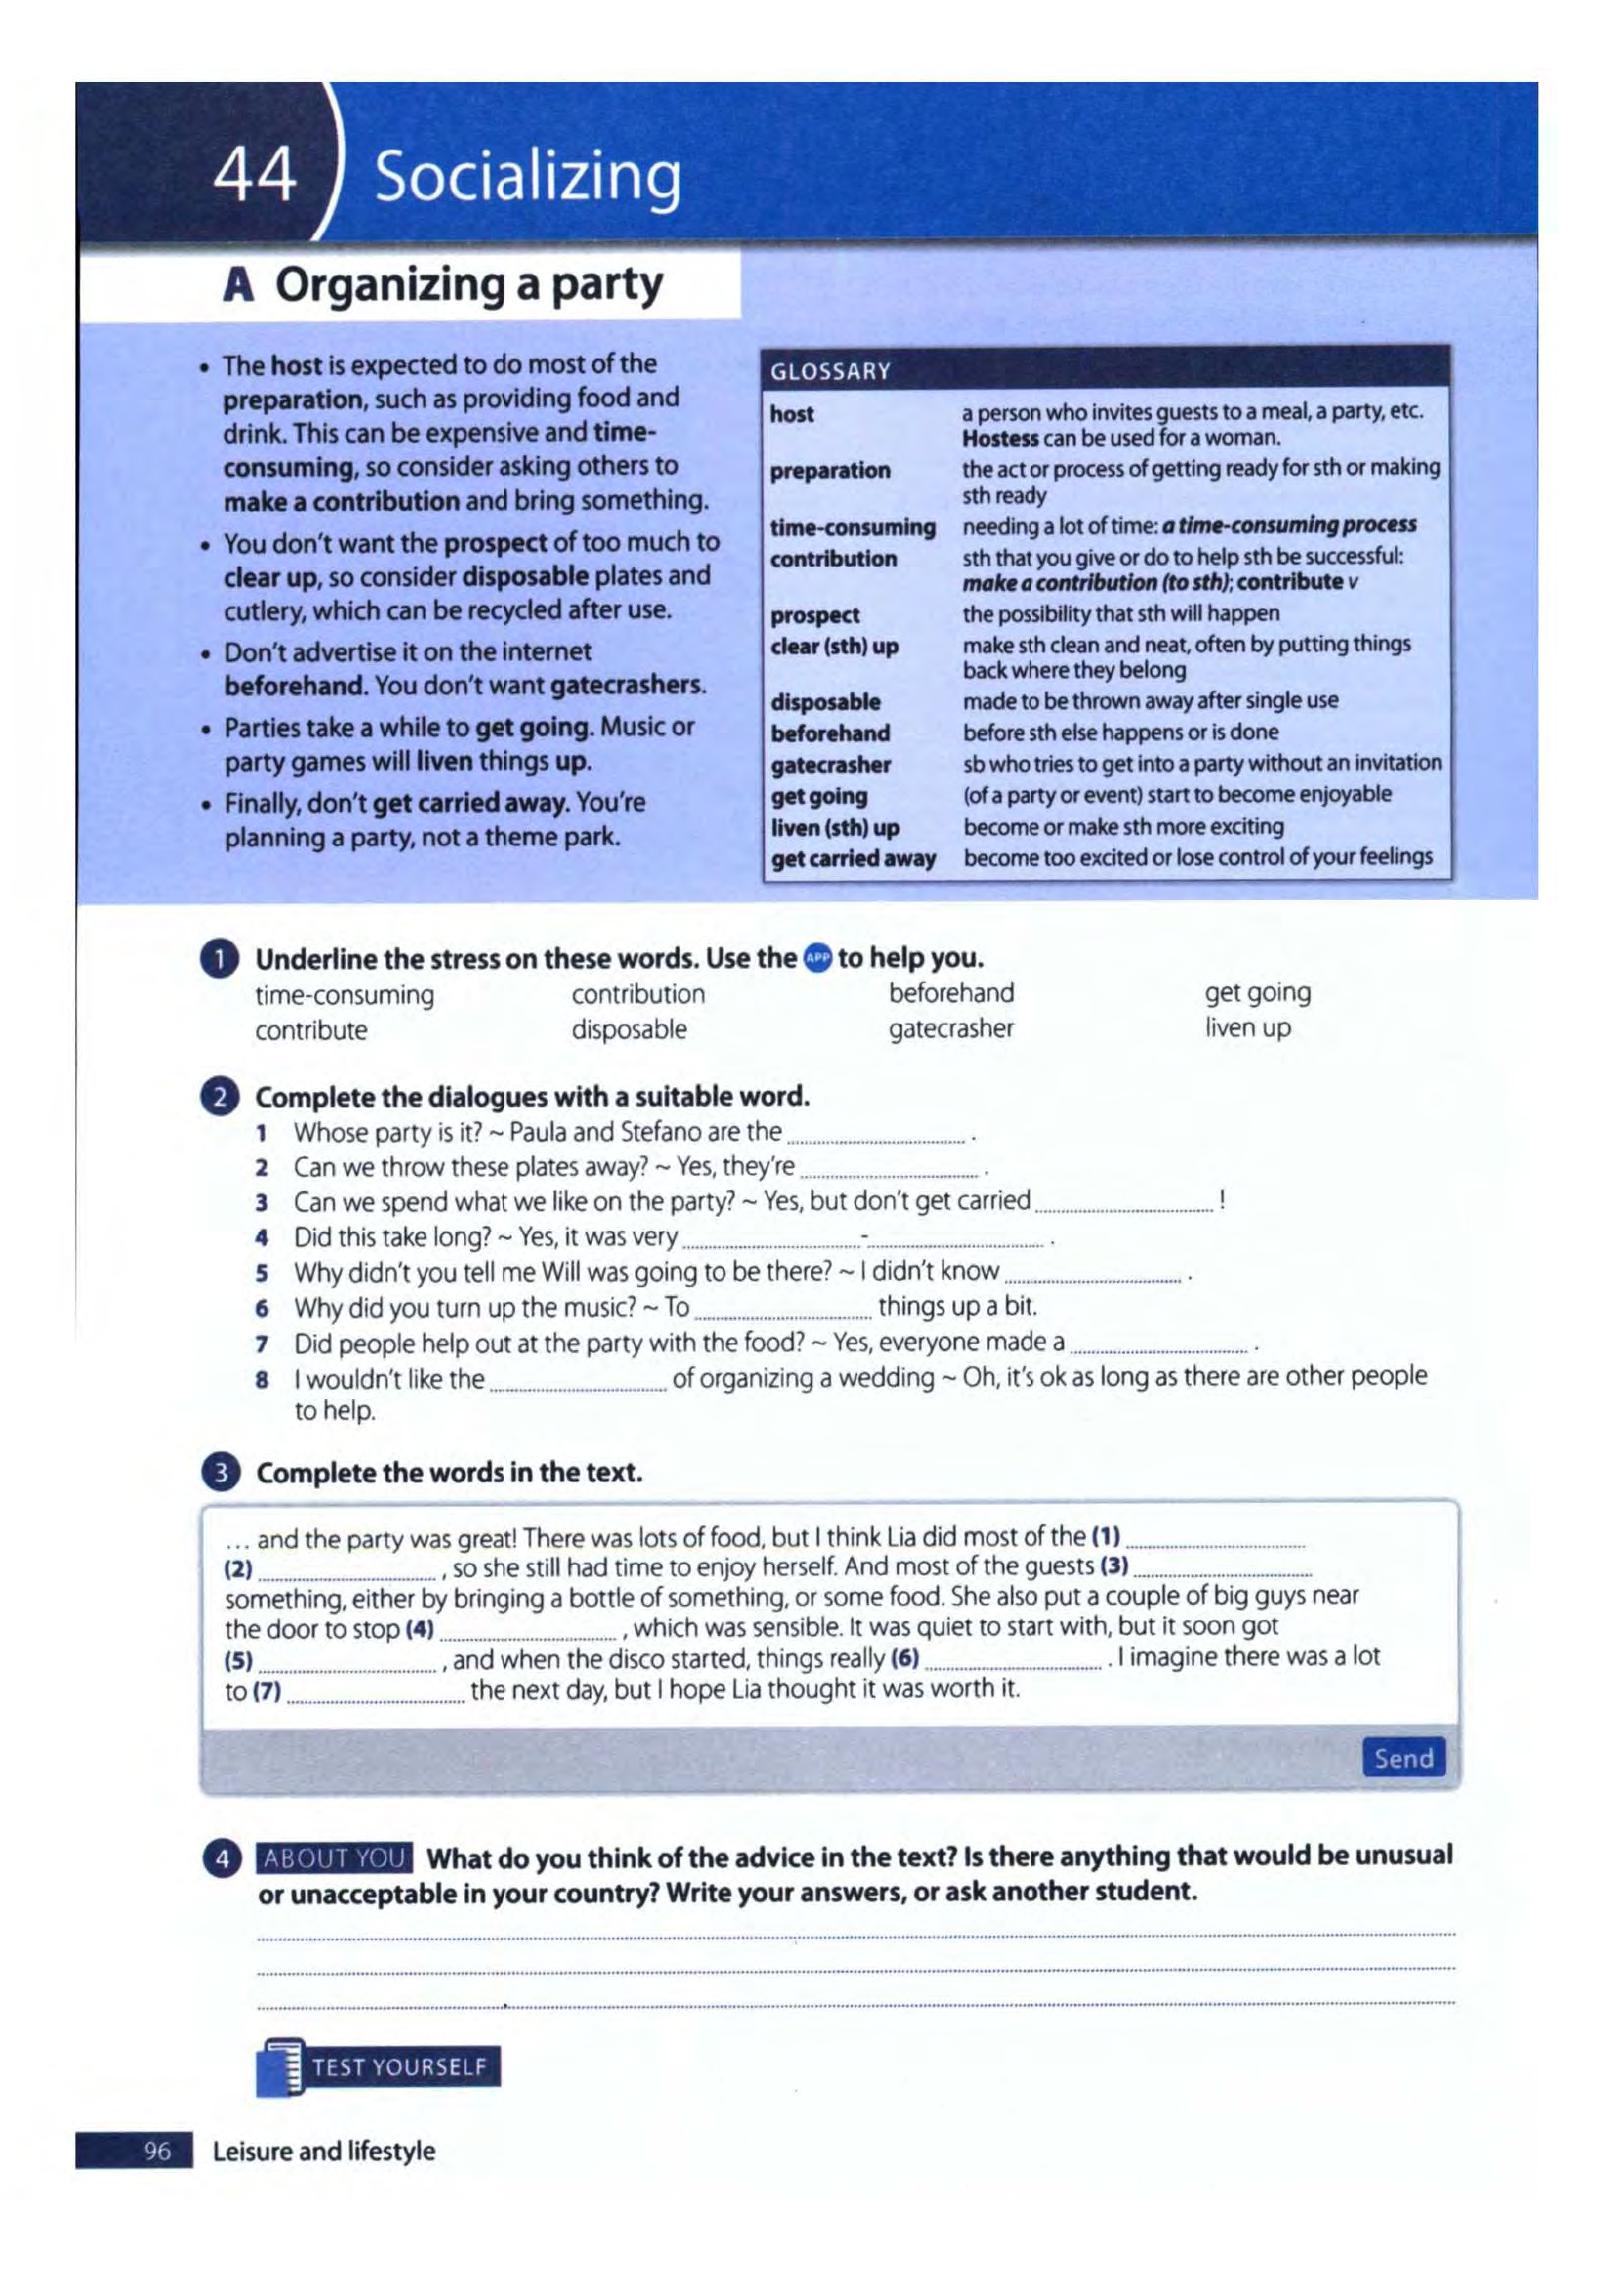 44 Socializing
A Organizing a party
• The host is expected to do most of the
preparation, such as providing food and
drink. This can be expensive and time-
consuming, so consider asking others to
make a contribution and bring something.
• You don't want the prospect of too much to
clear up, so consider disposable plates and
cutlery, which can be recycled after use.
• Don't advertise it on the internet
beforehand. You don't want gatecrashers.
• Parties take a while to get going. Music or
party games will liven things up.
• Finally, don't get carried away. You're
planning a party, not a theme park.
GLOSSARY
host a person who invites guests to a meal, a party, etc.
Hostess can be used for a woman.
preparation the act or process of getting ready for sth or making
sth ready
time-consuming needing a lot of time: a time-consuming process
contribution sth that you give or do to help sth be successful:
make a contribution (to sth); contribute v
prospect the possibility that sth will happen
clear (sth) up make sth clean and neat, often by putting things
back where they belong
disposable made to be thrown away after single use
beforehand before sth else happens or is done
gatecrasher sb who tries to get into a party without an invitation
get going (of a party or event) start to become enjoyable
liven (sth) up become or make sth more exciting
get carried away become too excited or lose control of your feelings
1 Underline the stress on these words. Use the APP to help you.
time-consuming contribution beforehand get going
contribute disposable gatecrasher liven up
2 Complete the dialogues with a suitable word.
1 Whose party is it? ~ Paula and Stefano are the .................... .
2 Can we throw these plates away? ~ Yes, they're .................... .
3 Can we spend what we like on the party? ~ Yes, but don't get carried .................... !
4 Did this take long? ~ Yes, it was very .................... - .................... .
5 Why didn't you tell me Will was going to be there? ~ I didn't know .................... .
6 Why did you turn up the music? ~ To .................... things up a bit.
7 Did people help out at the party with the food? ~ Yes, everyone made a .................... .
8 I wouldn't like the .................... of organizing a wedding ~ Oh, it's ok as long as there are other people
to help.
3 Complete the words in the text.
... and the party was great! There was lots of food, but I think Lia did most of the (1) ....................
(2) .................... , so she still had time to enjoy herself. And most of the guests (3) ....................
something, either by bringing a bottle of something, or some food. She also put a couple of big guys near
the door to stop (4) .................... , which was sensible. It was quiet to start with, but it soon got
(5) .................... , and when the disco started, things really (6) .................... . I imagine there was a lot
to (7) .................... the next day, but I hope Lia thought it was worth it.
Send
4 ABOUT YOU What do you think of the advice in the text? Is there anything that would be unusual
or unacceptable in your country? Write your answers, or ask another student.
TEST YOURSELF
96 Leisure and lifestyle